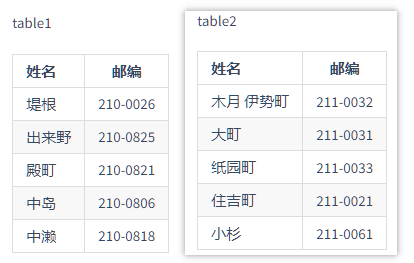 table1
姓名 邮编
堤根 210-0026
出来野 210-0825
殿町 210-0821
中岛 210-0806
中濑 210-0818
table2
姓名 邮编
木月 伊势町 211-0032
大町 211-0031
纸园町 211-0033
住吉町 211-0021
小杉 211-0061